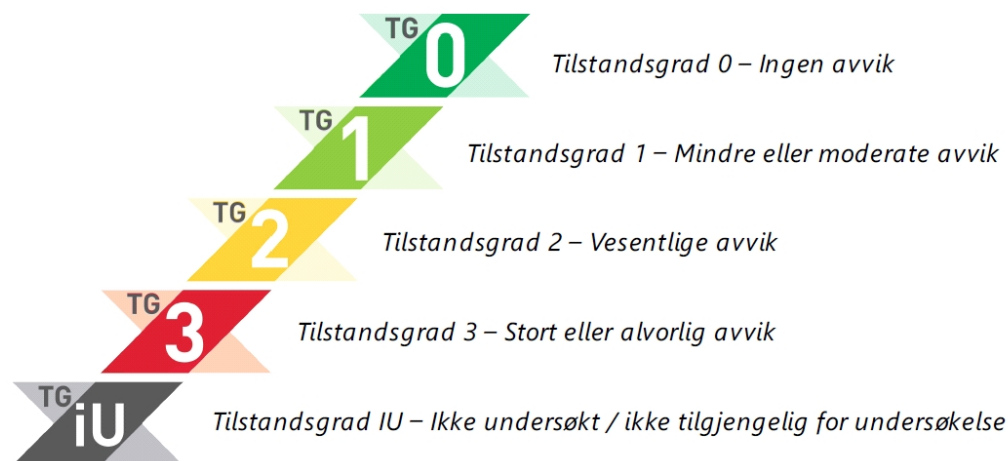 TG 0 Tilstandsgrad 0 – Ingen avvik
TG 1 Tilstandsgrad 1 – Mindre eller moderate avvik
TG 2 Tilstandsgrad 2 – Vesentlige avvik
TG 3 Tilstandsgrad 3 – Stort eller alvorlig avvik
TG iU Tilstandsgrad IU – Ikke undersøkt / ikke tilgjengelig for undersøkelse